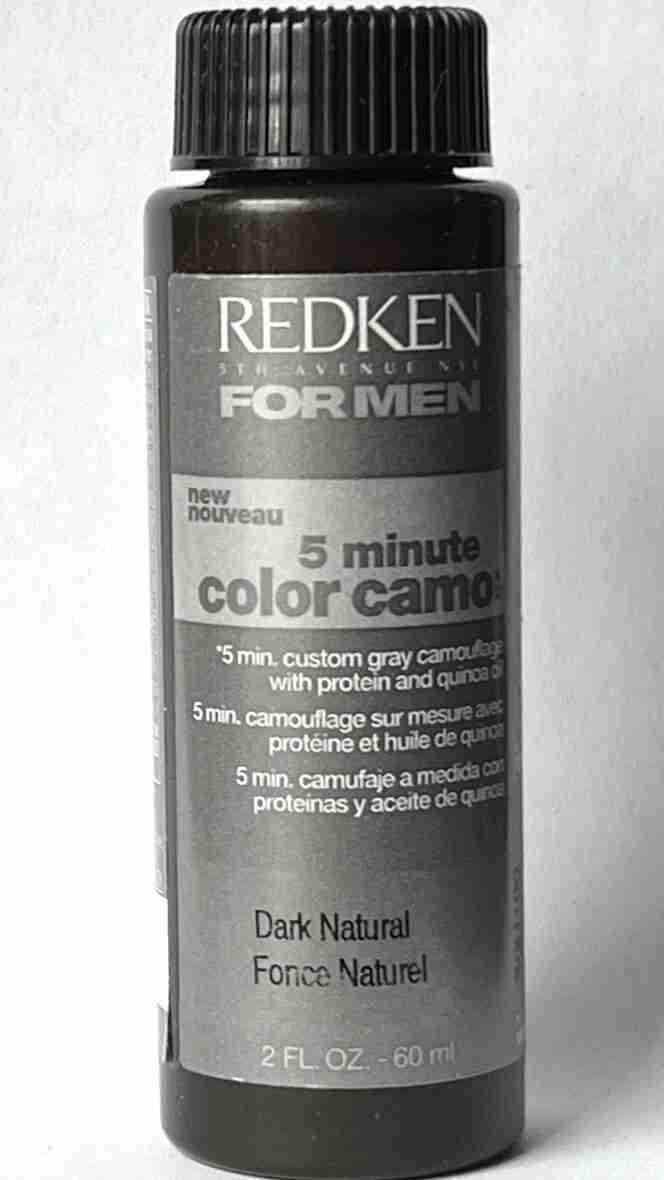 REDKEN
5TH AVENUE NYC
FOR MEN
new
nouveau
5 minute
color camo
*5 min. custom gray camouflage
with protein and quinoa oil
5 min. camouflage sur mesure avec
protéine et huile de quinoa
5 min. camufaje a medida con
proteinas y aceite de quinoa
Dark Natural
Fonce Naturel
2 FL. OZ. - 60 ml